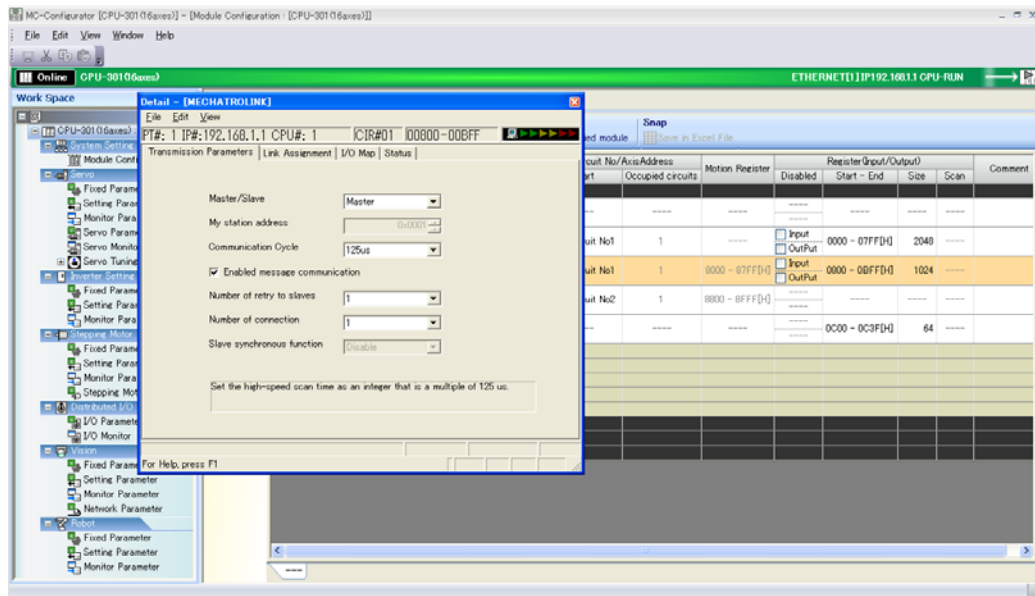 MC-Configurator [CPU-301(16axes)] - [Module Configuration : [CPU-301(16axes)]]
File Edit View Window Help
Online CPU-301(16axes) ETHERNET[1] IP192.168.1.1 CPU-RUN
Work Space
CPU-301(16axes) :
System Setting
Module Conf
Servo
Fixed Parame
Setting Parar
Monitor Para
Servo Param
Servo Monito
Servo Tuning
Inverter Setting
Fixed Parame
Setting Parar
Monitor Para
Stepping Motor
Fixed Parame
Setting Parar
Monitor Para
Stepping Mot
Distributed I/O
I/O Paramete
I/O Monitor
Vision
Fixed Parame
Setting Parameter
Monitor Parameter
Network Parameter
Robot
Fixed Parameter
Setting Parameter
Monitor Parameter
Detail - [MECHATROLINK]
File Edit View
PT#: 1 IP#:192.168.1.1 CPU#: 1 CIR#01 00800-00BFF
Transmission Parameters Link Assignment I/O Map Status
Master/Slave Master
My station address 0x0001
Communication Cycle 125us
Enabled message communication
Number of retry to slaves 1
Number of connection 1
Slave synchronous function Disable
Set the high-speed scan time as an integer that is a multiple of 125 us.
For Help, press F1
Snap
ed module Save in Excel File
cuit No/AxisAddress Motion Register Register(Input/Output) Comment
art Occupied circuits Disabled Start - End Size Scan
---- ---- ---- ---- ---- ----
uit No1 1 ---- Input OutPut 0000 - 07FF[H] 2048
uit No1 1 8000 - 87FF[H] Input OutPut 0800 - 0BFF[H] 1024 ----
uit No2 1 8800 - 8FFF[H] ---- ---- ---- ----
---- ---- ---- ---- 0C00 - 0C3F[H] 64 ----